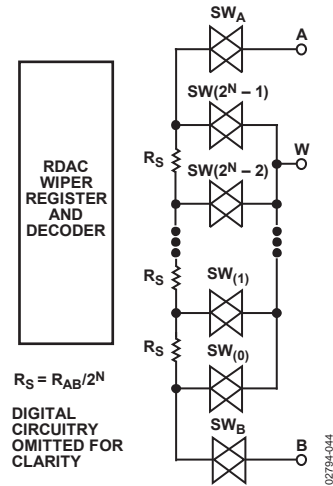 SWA
A
SW(2N – 1)
RDAC
WIPER
REGISTER
AND
DECODER
RS
W
SW(2N – 2)
RS
SW(1)
RS
SW(0)
RS = RAB/2N
DIGITAL
CIRCUITRY
OMITTED FOR
CLARITY
SWB
B
02794-044